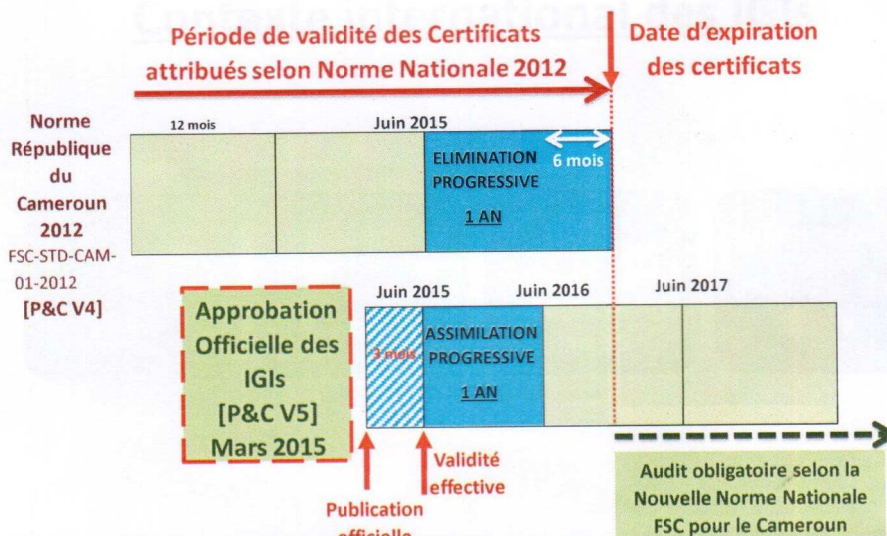 Période de validité des Certificats
attribués selon Norme Nationale 2012
Date d'expiration
des certificats
Norme
République
du
Cameroun
2012
FSC-STD-CAM-
01-2012
[P&C V4]
12 mois
Juin 2015
ELIMINATION
PROGRESSIVE
1 AN
6 mois
Approbation
Officielle des
IGIs
[P&C V5]
Mars 2015
Juin 2015
Juin 2016
Juin 2017
3 mois
ASSIMILATION
PROGRESSIVE
1 AN
Validité
effective
Publication
officielle
Audit obligatoire selon la
Nouvelle Norme Nationale
FSC pour le Cameroun